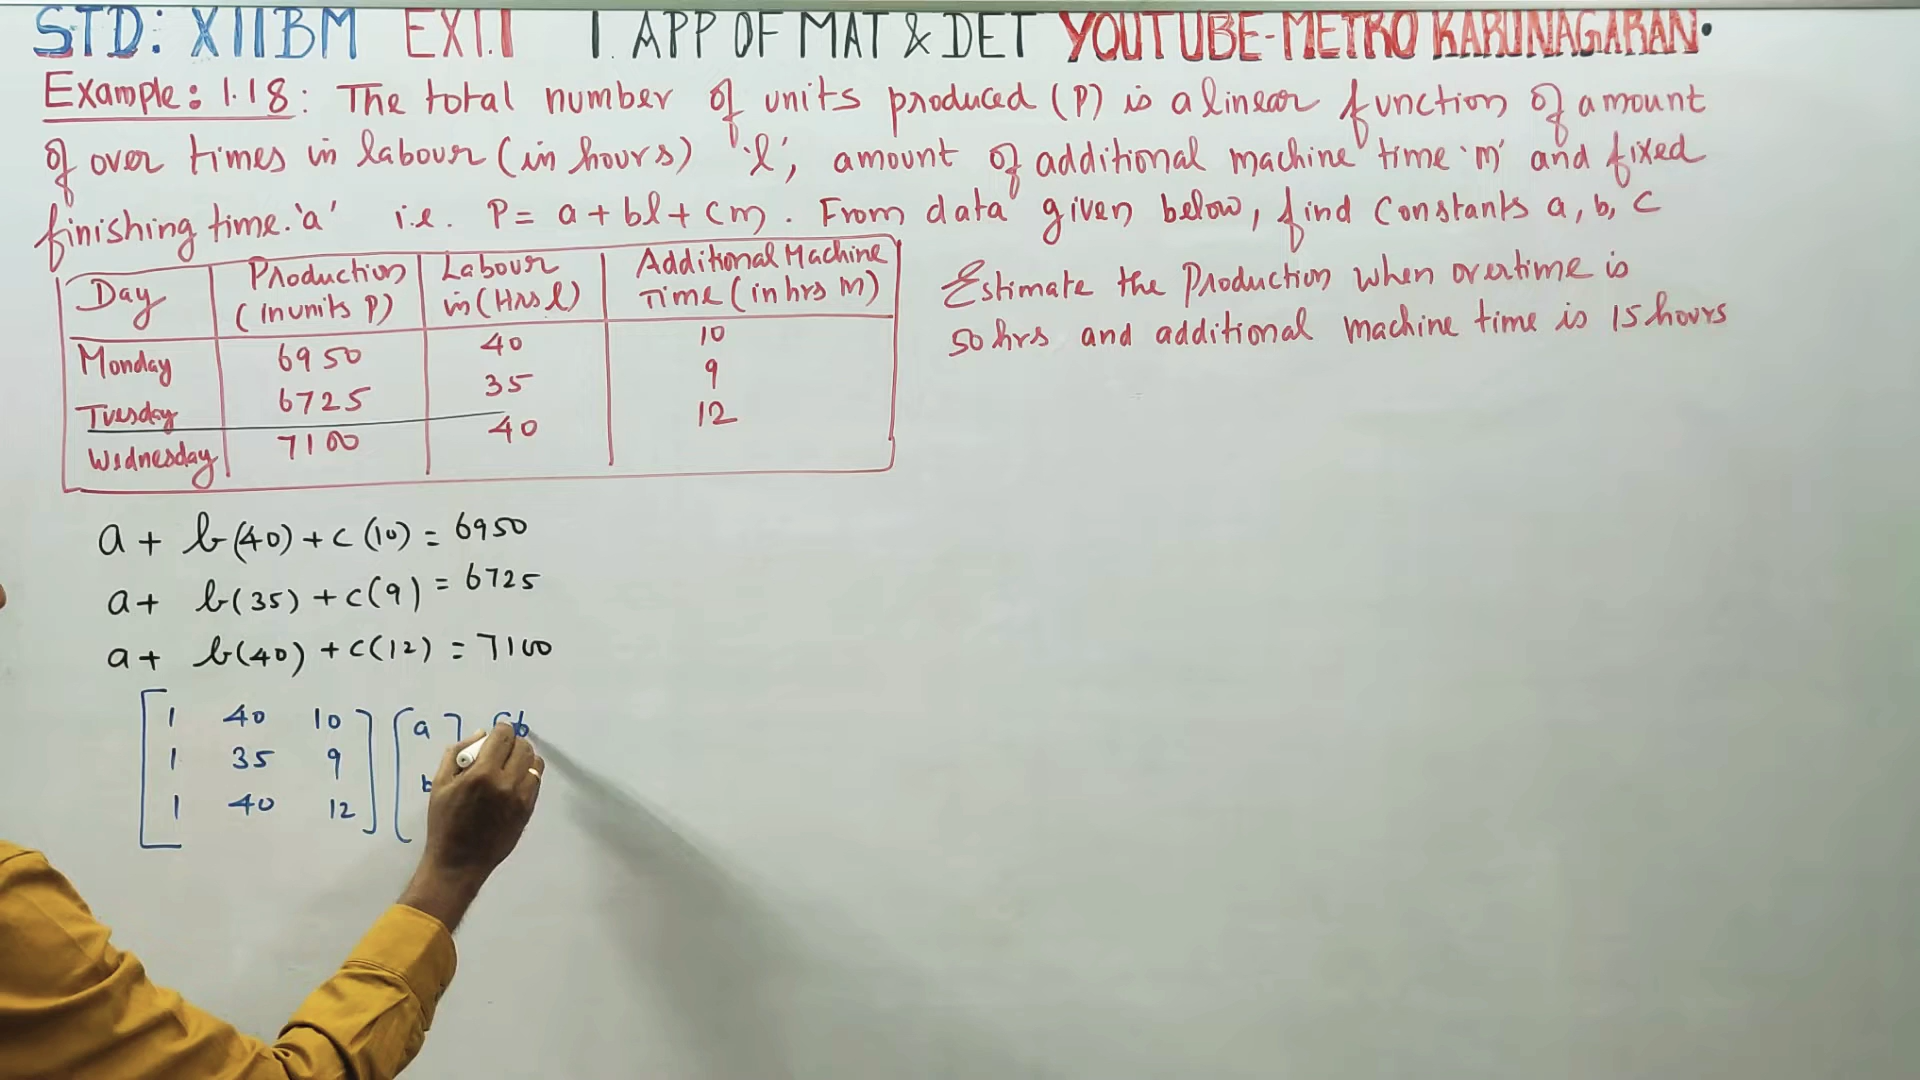 STD: XIIBM EX1.1 1. APP OF MAT & DET YOUTUBE-METRO KARUNAGARAN.
Example: 1.18: The total number of units produced (P) is a linear function of amount
of over times in labour (in hours) 'l', amount of additional machine time 'm' and fixed
finishing time. 'a' i.e. P = a + bl + cm. From data given below, find Constants a, b, c
Day Production (in units P) Labour in (Hrs l) Additional Machine Time (in hrs m)
Monday 6950 40 10
Tuesday 6725 35 9
Wednesday 7100 40 12
Estimate the Production when overtime is
50 hrs and additional machine time is 15 hours
a + b(40) + c(10) = 6950
a + b(35) + c(9) = 6725
a + b(40) + c(12) = 7100
1 40 10 a 6
1 35 9 b
1 40 12